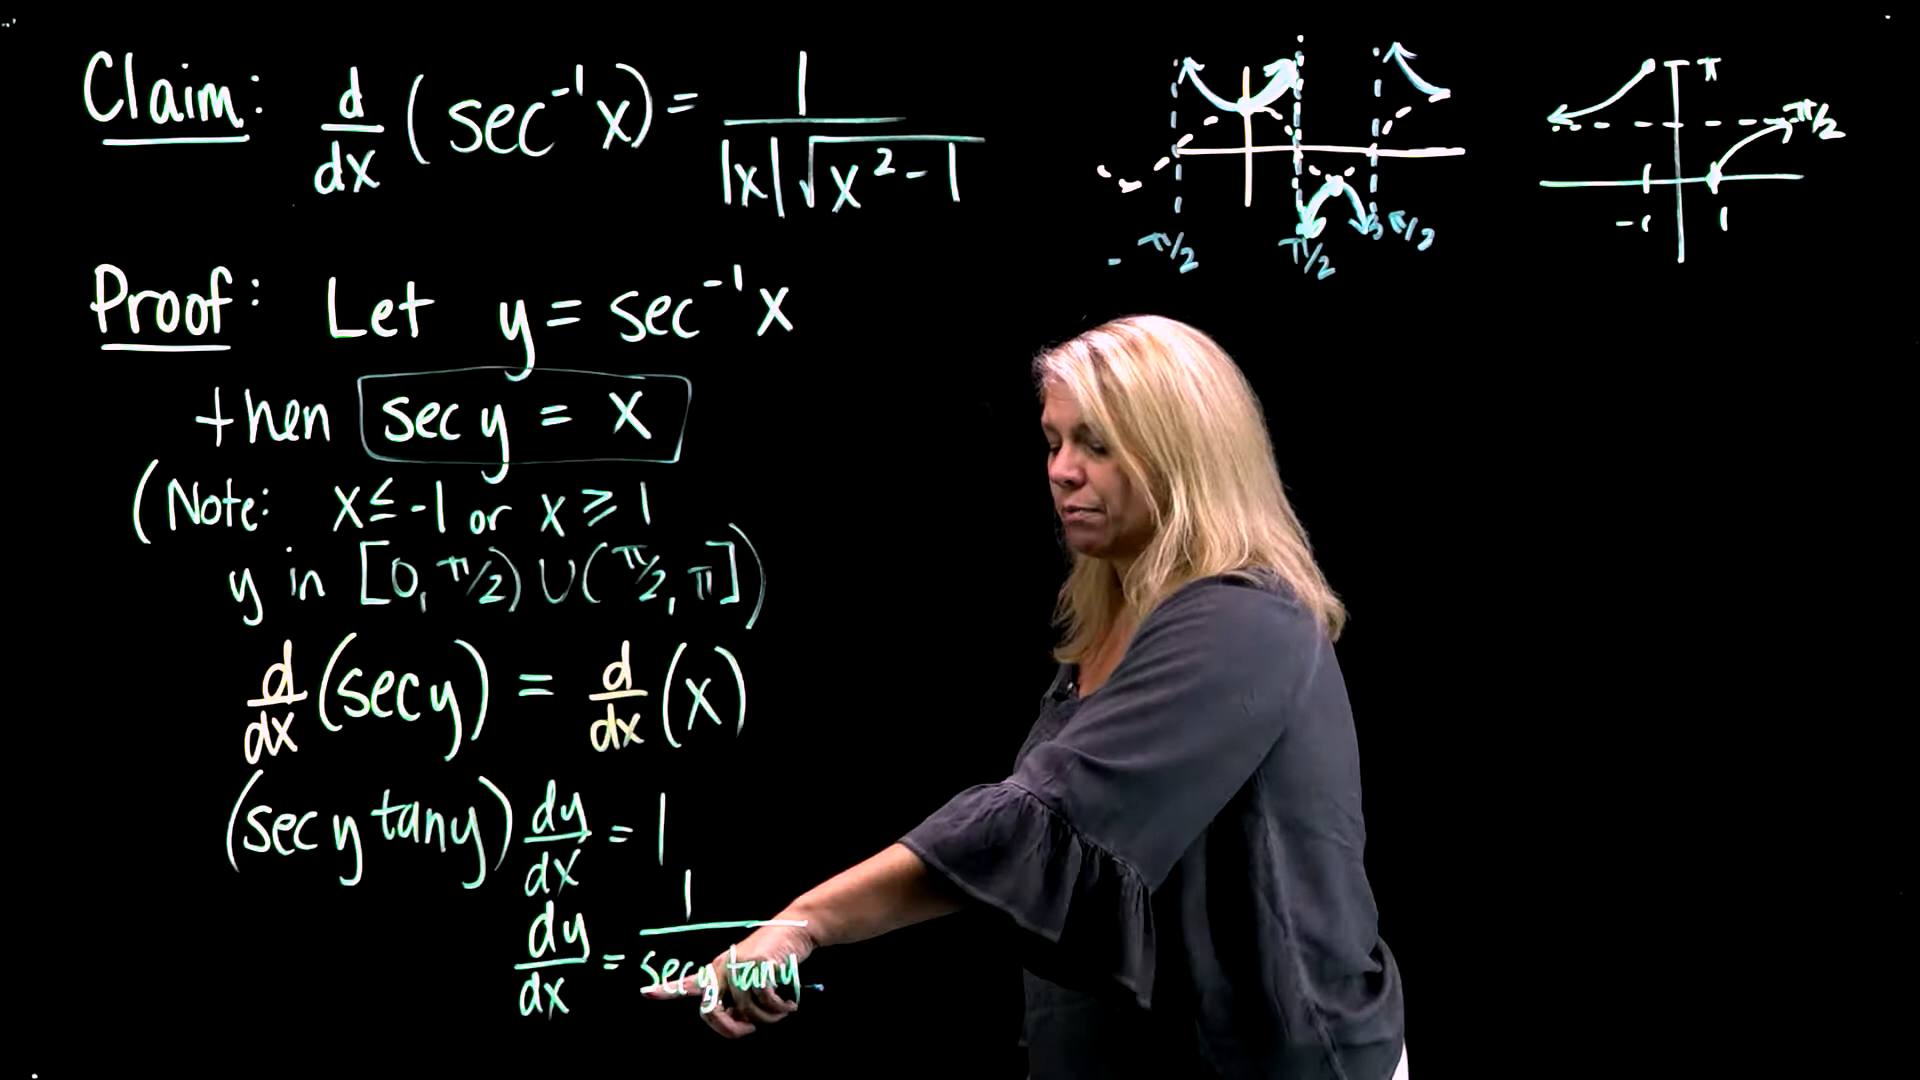 Claim: d/dx (sec⁻¹x) = 1/(|x|√(x²-1))
Proof: Let y = sec⁻¹x
then sec y = x
(Note: x ≤ -1 or x ≥ 1
y in [0, π/2) ∪ (π/2, π])
d/dx (sec y) = d/dx (x)
(sec y tan y) dy/dx = 1
dy/dx = 1/(sec y tan y)
-π/2 π/2 3π/2
π
π/2
-1 1